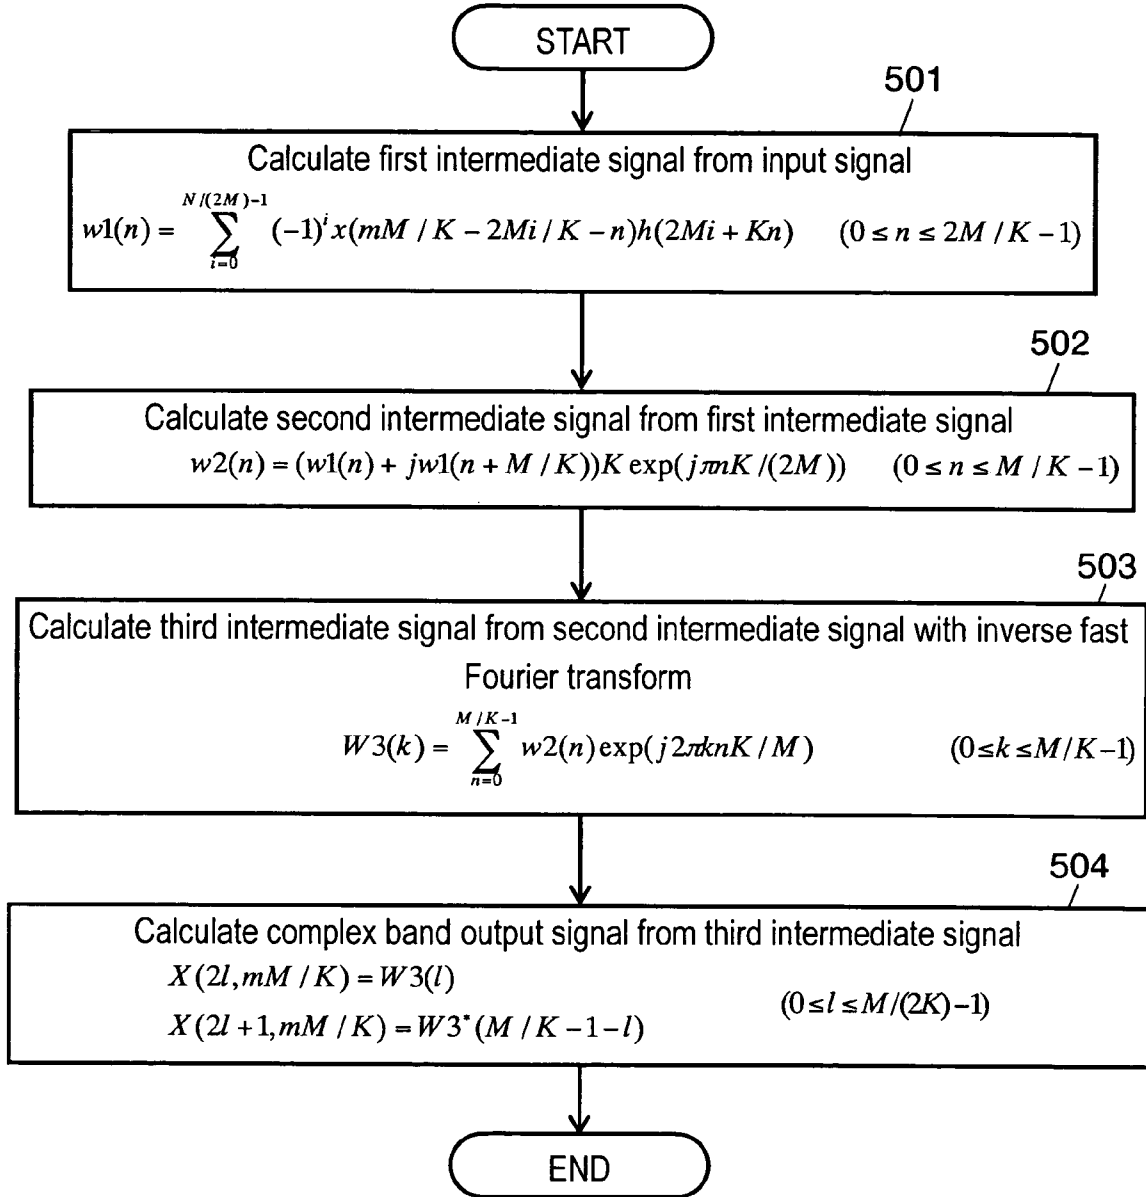 START
501
Calculate first intermediate signal from input signal
w1(n) = \sum_{i=0}^{N/(2M)-1} (-1)^i x(mM / K - 2Mi / K - n)h(2Mi + Kn) (0 ≤ n ≤ 2M / K - 1)
502
Calculate second intermediate signal from first intermediate signal
w2(n) = (w1(n) + jw1(n + M / K))K exp(jπnK /(2M)) (0 ≤ n ≤ M / K - 1)
503
Calculate third intermediate signal from second intermediate signal with inverse fast
Fourier transform
W3(k) = \sum_{n=0}^{M/K-1} w2(n)exp(j2πknK / M) (0≤k≤M/K-1)
504
Calculate complex band output signal from third intermediate signal
X(2l,mM / K) = W3(l)
(0≤l≤M/(2K)-1)
X(2l+1,mM / K) = W3*(M / K -1-l)
END